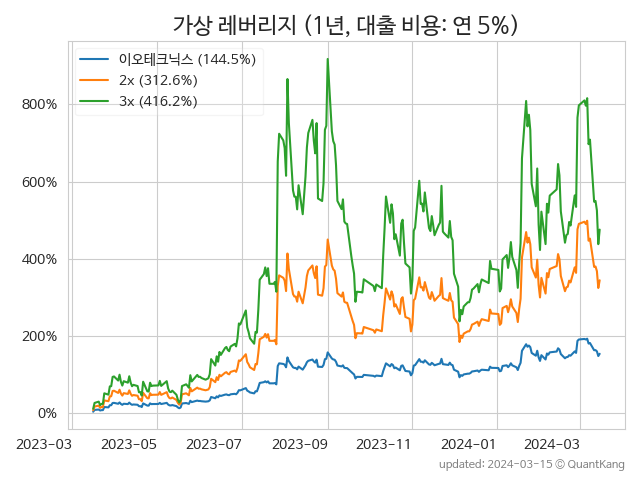 가상 레버리지 (1년, 대출 비용: 연 5%)
이오테크닉스 (144.5%)
2x (312.6%)
3x (416.2%)
800%
600%
400%
200%
0%
2023-03
2023-05
2023-07
2023-09
2023-11
2024-01
2024-03
updated: 2024-03-15 © QuantKang